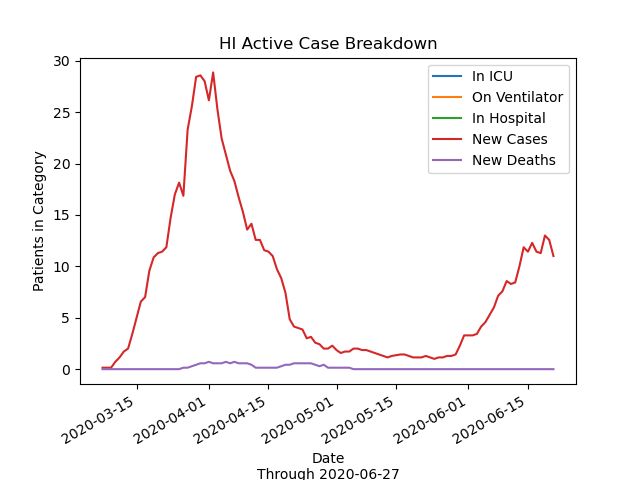 HI Active Case Breakdown
30
25
20
15
10
5
0
Patients in Category
In ICU
On Ventilator
In Hospital
New Cases
New Deaths
2020-03-15
2020-04-01
2020-04-15
2020-05-01
2020-05-15
2020-06-01
2020-06-15
Date
Through 2020-06-27